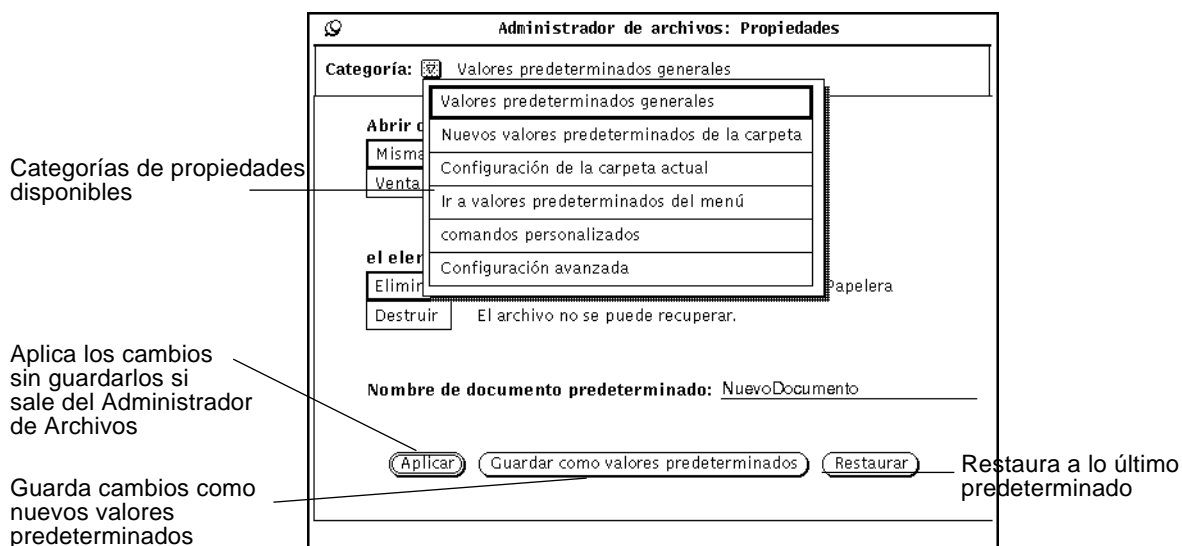 Administrador de archivos: Propiedades
Categoría: Valores predeterminados generales
Valores predeterminados generales
Nuevos valores predeterminados de la carpeta
Configuración de la carpeta actual
Ir a valores predeterminados del menú
comandos personalizados
Configuración avanzada
Abrir
Categorías de propiedades
disponibles
Papelera
Destruir El archivo no se puede recuperar.
Nombre de documento predeterminado: NuevoDocumento
Aplica los cambios
sin guardarlos si
sale del Administrador
de Archivos
Aplicar Guardar como valores predeterminados Restaurar
Restaura a lo último
predeterminado
Guarda cambios como
nuevos valores
predeterminados